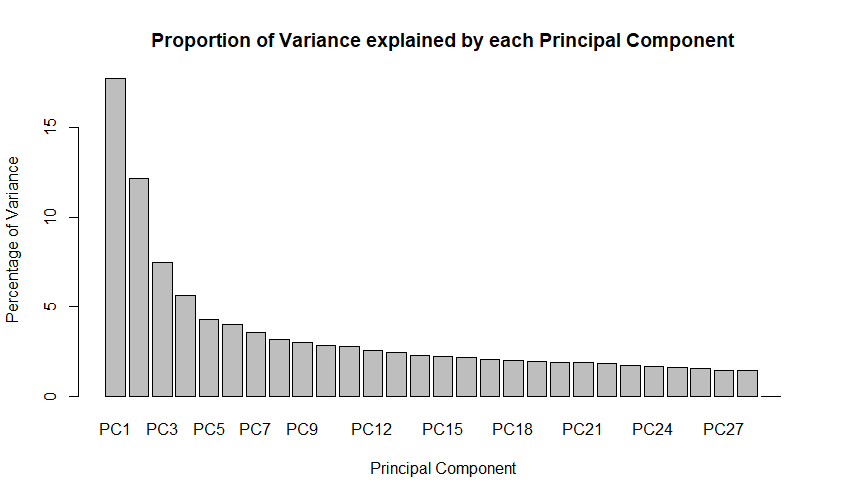 Proportion of Variance explained by each Principal Component
Percentage of Variance
15
10
5
0
PC1 PC3 PC5 PC7 PC9 PC12 PC15 PC18 PC21 PC24 PC27
Principal Component